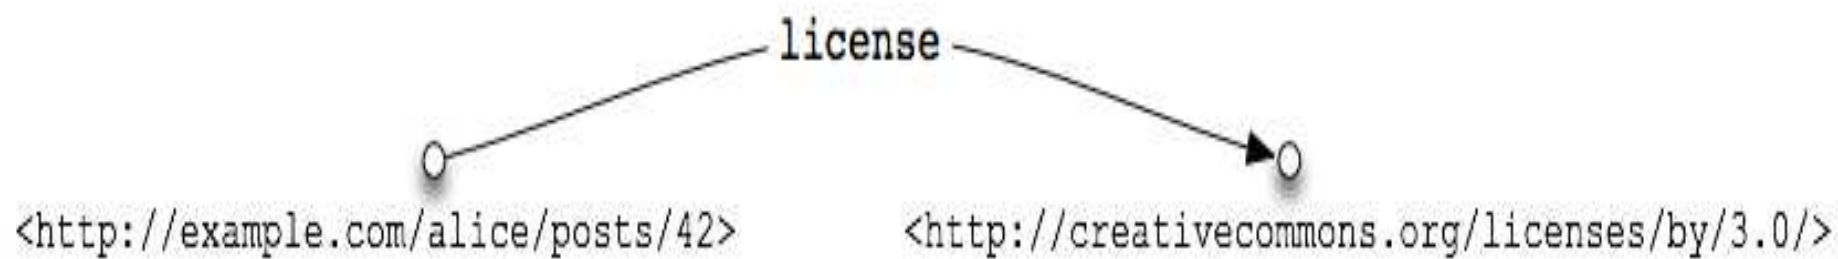 license
<http://example.com/alice/posts/42>
<http://creativecommons.org/licenses/by/3.0/>